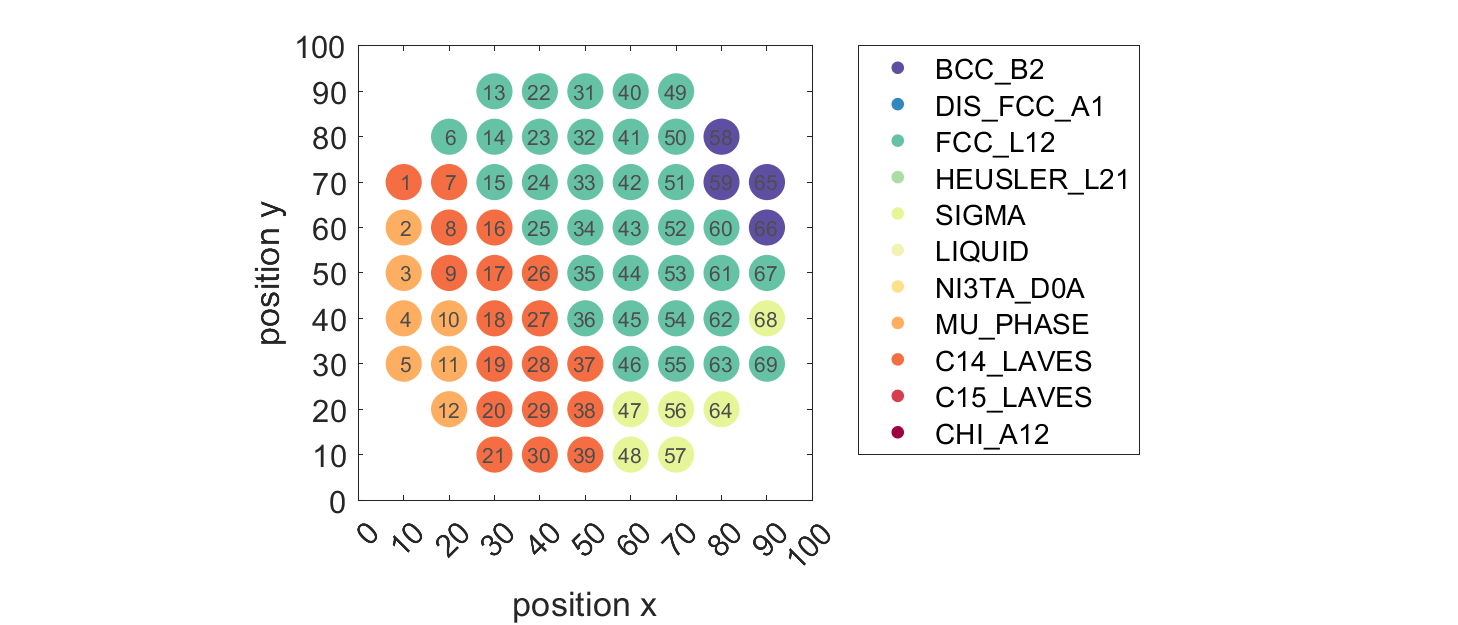 100
90 13 22 31 40 49
80 6 14 23 32 41 50 58
70 1 7 15 24 33 42 51 59 65
60 2 8 16 25 34 43 52 60 66
50 3 9 17 26 35 44 53 61 67
40 4 10 18 27 36 45 54 62 68
30 5 11 19 28 37 46 55 63 69
20 12 20 29 38 47 56 64
10 21 30 39 48 57
0
position y
0 10 20 30 40 50 60 70 80 90 100
position x
BCC_B2
DIS_FCC_A1
FCC_L12
HEUSLER_L21
SIGMA
LIQUID
NI3TA_D0A
MU_PHASE
C14_LAVES
C15_LAVES
CHI_A12